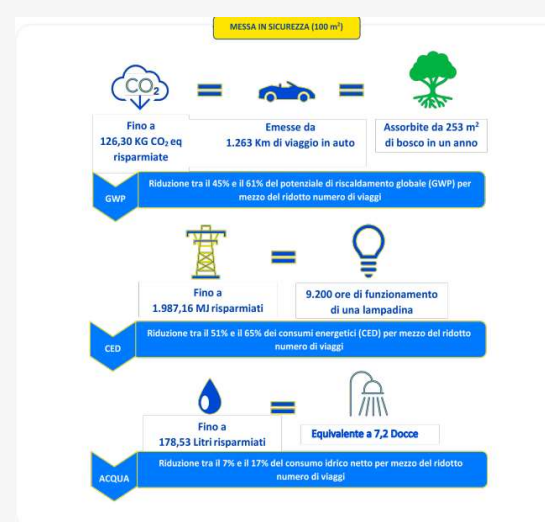 MESSA IN SICUREZZA (100 m²)
CO₂
Fino a
126,30 KG CO₂ eq
risparmiate
Emesse da
1.263 Km di viaggio in auto
Assorbite da 253 m²
di bosco in un anno
GWP
Riduzione tra il 45% e il 61% del potenziale di riscaldamento globale (GWP) per
mezzo del ridotto numero di viaggi
Fino a
1.987,16 MJ risparmiati
9.200 ore di funzionamento
di una lampadina
CED
Riduzione tra il 51% e il 65% dei consumi energetici (CED) per mezzo del ridotto
numero di viaggi
Fino a
178,53 Litri risparmiati
Equivalente a 7,2 Docce
ACQUA
Riduzione tra il 7% e il 17% del consumo idrico netto per mezzo del ridotto
numero di viaggi